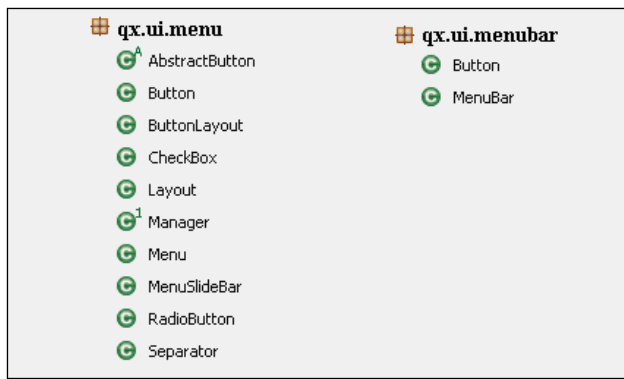 qx.ui.menu
AbstractButton
Button
ButtonLayout
CheckBox
Layout
Manager
Menu
MenuSlideBar
RadioButton
Separator
qx.ui.menubar
Button
MenuBar